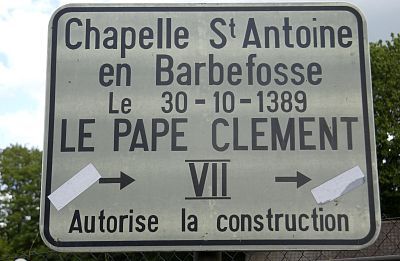 Chapelle St Antoine
en Barbefosse
Le 30-10-1389
LE PAPE CLEMENT
→ VII →
Autorise la construction